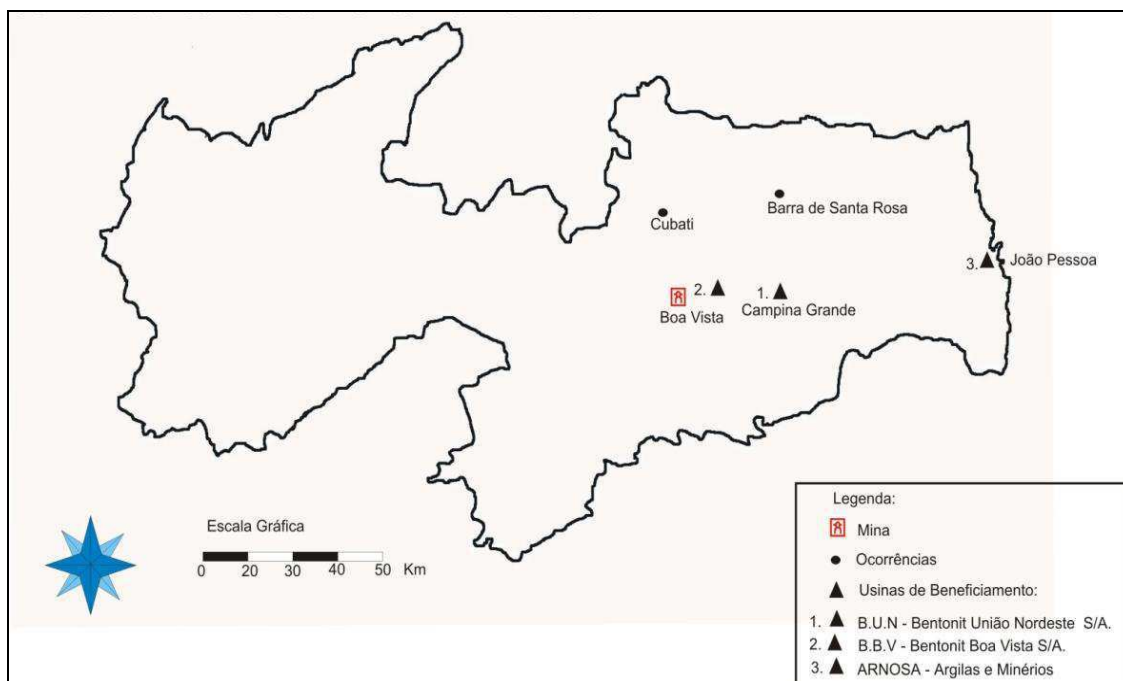 Barra de Santa Rosa
Cubati
3.
João Pessoa
2.
1.
Boa Vista
Campina Grande
Escala Gráfica
0 20 30 40 50 Km
Legenda:
Mina
Ocorrências
Usinas de Beneficiamento:
1. B.U.N - Bentonit União Nordeste S/A.
2. B.B.V - Bentonit Boa Vista S/A.
3. ARNOSA - Argilas e Minérios